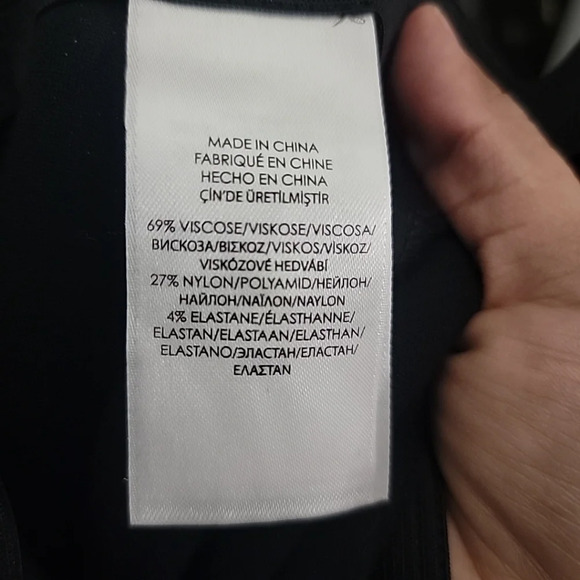 MADE IN CHINA
FABRIQUÉ EN CHINE
HECHO EN CHINA
ÇİN'DE ÜRETİLMİŞTİR
69% VISCOSE/VISKOSE/VISCOSA/
ВИСКОЗА/ΒΙΣΚΟΖ/VISKOS/VİSKOZ/
VISKÓZOVÉ HEDVÁBÍ
27% NYLON/POLYAMID/НЕЙЛОН/
НАЙЛОН/ΝΑΪΛΟΝ/NAYLON
4% ELASTANE/ÉLASTHANNE/
ELASTAN/ELASTAAN/ELASTHAN/
ELASTANO/ЭЛАСТАН/ЕЛАСТАН/
ΕΛΑΣΤΑΝ